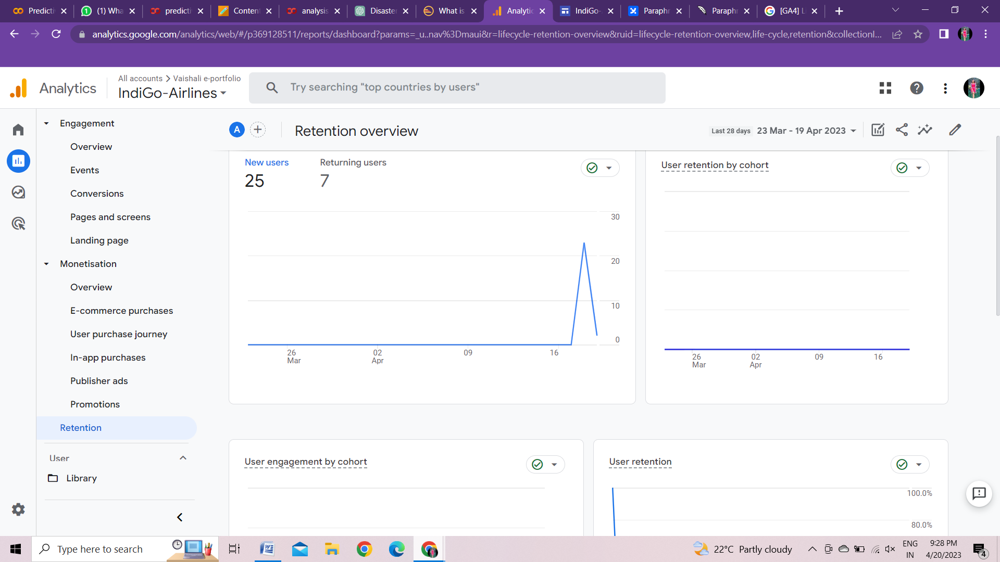 Predicti
(1) Wha
predicti
Content
analysis
Disaste
What is
Analytic
IndiGo-
Paraphr
Paraphr
[GA4] Li
analytics.google.com/analytics/web/#/p369128511/reports/dashboard?params=_u..nav%3Dmaui&r=lifecycle-retention-overview&ruid=lifecycle-retention-overview,life-cycle,retention&collectionI...
Analytics
All accounts > Vaishali e-portfolio
IndiGo-Airlines
Try searching "top countries by users"
Engagement
Overview
Events
Conversions
Pages and screens
Landing page
Monetisation
Overview
E-commerce purchases
User purchase journey
In-app purchases
Publisher ads
Promotions
Retention
User
Library
A
Retention overview
Last 28 days 23 Mar - 19 Apr 2023
New users
25
Returning users
7
30
20
10
0
26 Mar
02 Apr
09
16
User retention by cohort
26 Mar
02 Apr
09
16
User engagement by cohort
User retention
100.0%
80.0%
Type here to search
22°C Partly cloudy
ENG
IN
9:28 PM
4/20/2023
4